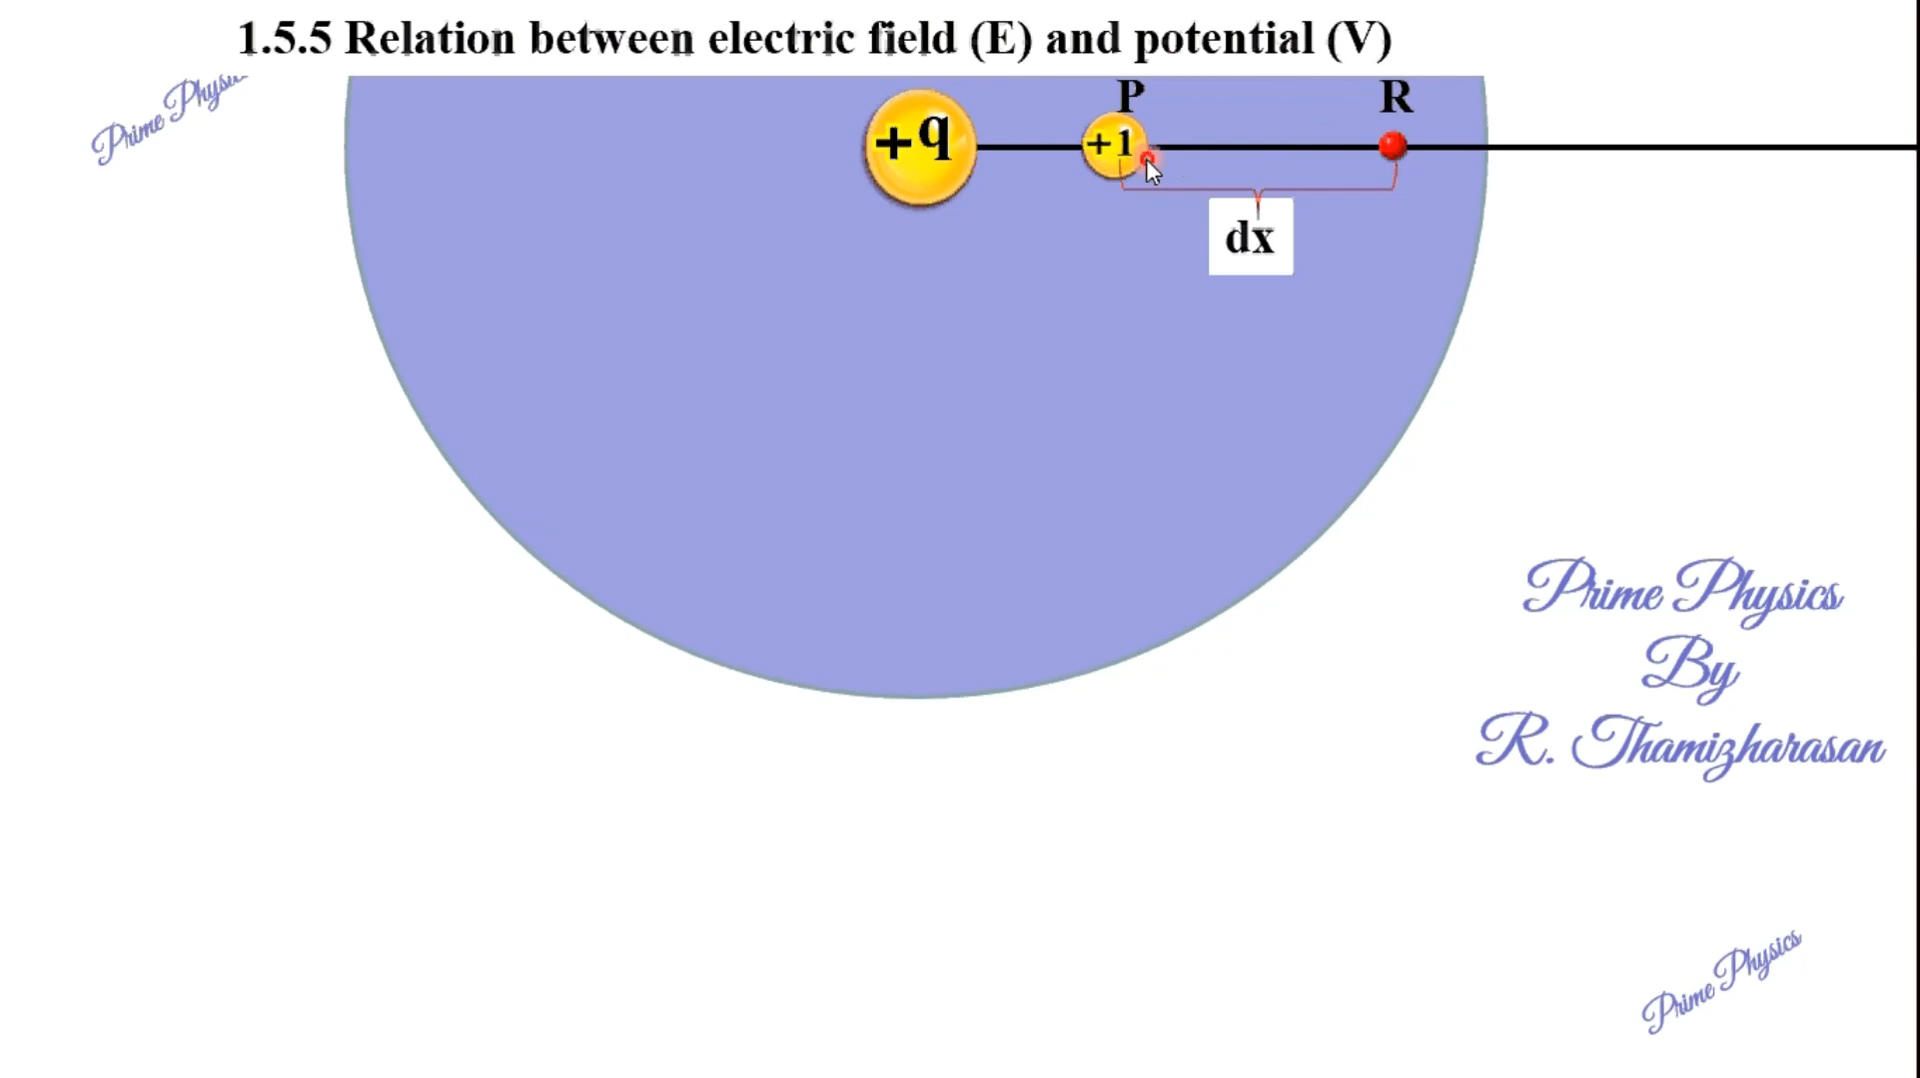 1.5.5 Relation between electric field (E) and potential (V)
Prime Physics
P
R
+q
+1
dx
Prime Physics
By
R. Thamizharasan
Prime Physics